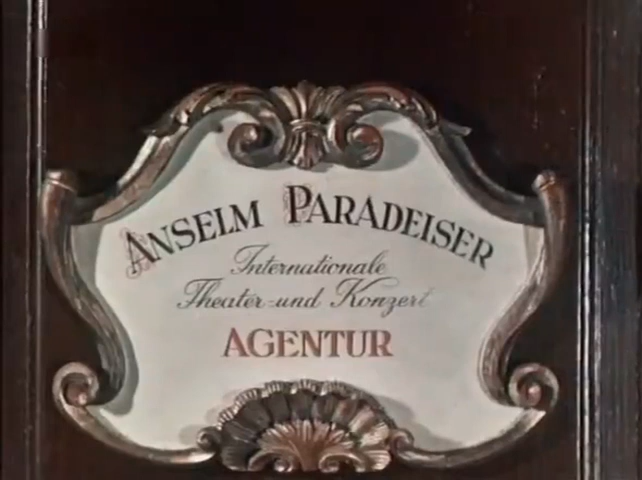 ANSELM PARADEISER
Internationale
Theater- und Konzert
AGENTUR